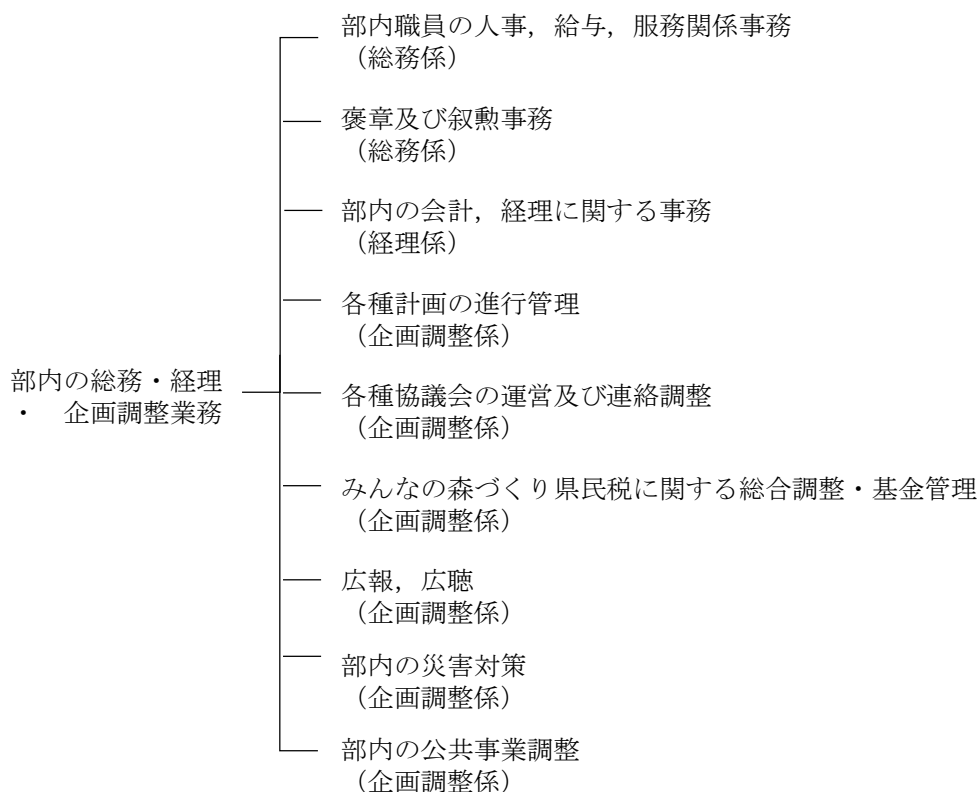 部内職員の人事，給与，服務関係事務
（総務係）
褒章及び叙勲事務
（総務係）
部内の会計，経理に関する事務
（経理係）
各種計画の進行管理
（企画調整係）
部内の総務・経理
・　企画調整業務
各種協議会の運営及び連絡調整
（企画調整係）
みんなの森づくり県民税に関する総合調整・基金管理
（企画調整係）
広報，広聴
（企画調整係）
部内の災害対策
（企画調整係）
部内の公共事業調整
（企画調整係）